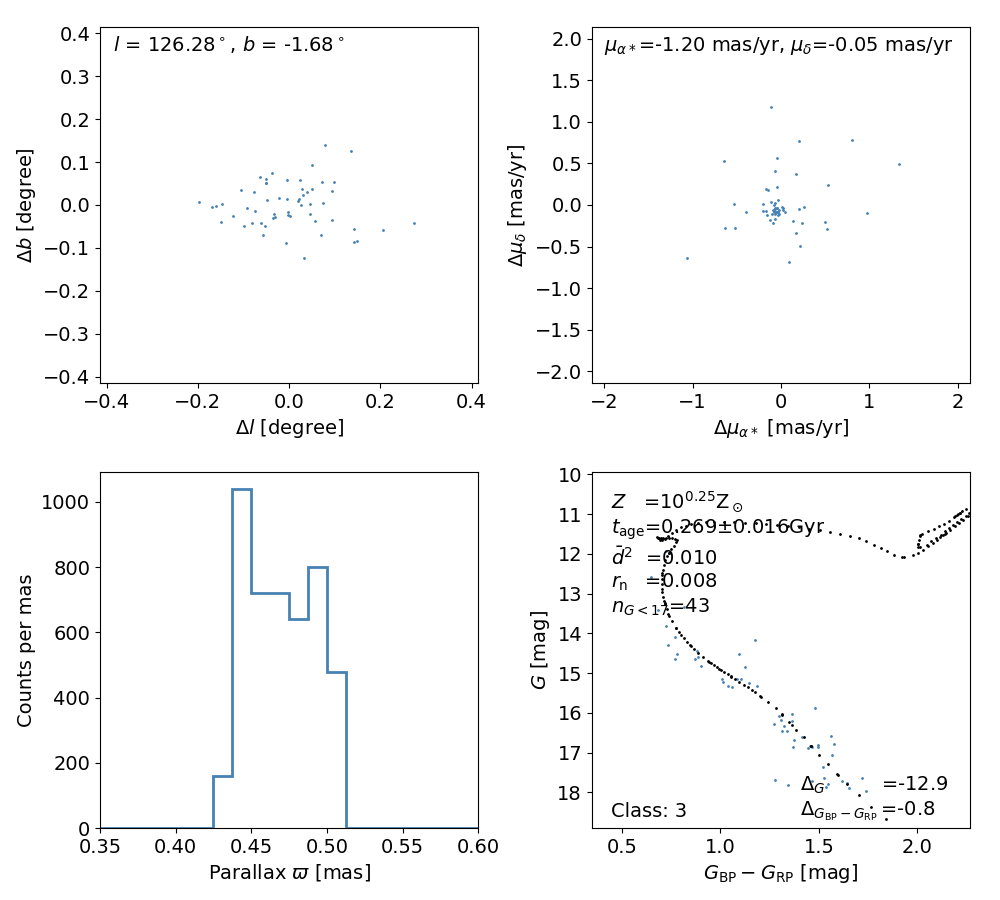 l = 126.28°, b = -1.68°
0.4
0.3
0.2
0.1
0.0
−0.1
−0.2
−0.3
−0.4
−0.4 −0.2 0.0 0.2 0.4
Δb [degree]
Δl [degree]
μα∗=-1.20 mas/yr, μδ=-0.05 mas/yr
2.0
1.5
1.0
0.5
0.0
−0.5
−1.0
−1.5
−2.0
−2 −1 0 1 2
Δμδ [mas/yr]
Δμα∗ [mas/yr]
1000
800
600
400
200
0
0.35 0.40 0.45 0.50 0.55 0.60
Counts per mas
Parallax ϖ [mas]
10
11
12
13
14
15
16
17
18
0.5 1.0 1.5 2.0
G [mag]
Z =10^0.25 Z⊙
tage=0.269±0.016Gyr
d̄² =0.010
rn =0.008
nG<17=43
ΔG =-12.9
Class: 3 ΔGBP−GRP=-0.8
GBP − GRP [mag]